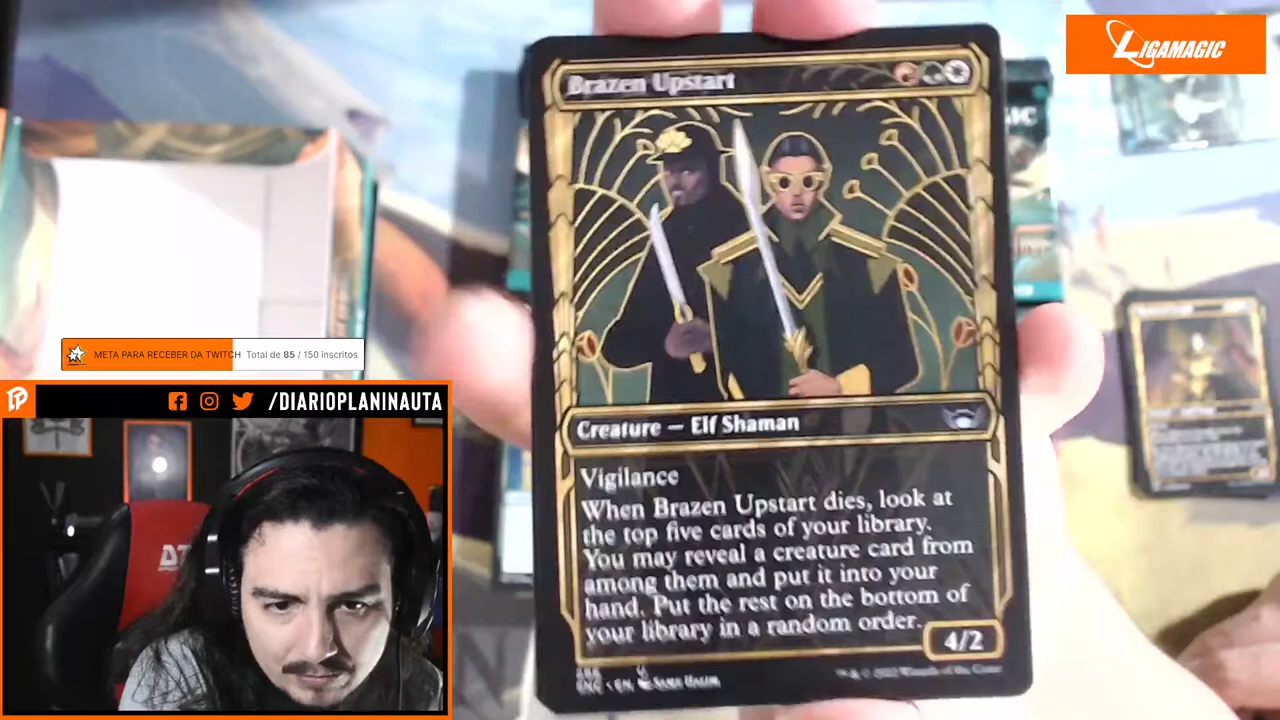 LIGAMAGIC
Brazen Upstart
META PARA RECEBER DA TWITCH Total de 85 / 150 inscritos
/DIARIOPLANINAUTA
Creature — Elf Shaman
Vigilance
When Brazen Upstart dies, look at
the top five cards of your library.
You may reveal a creature card from
among them and put it into your
hand. Put the rest on the bottom of
your library in a random order.
4/2